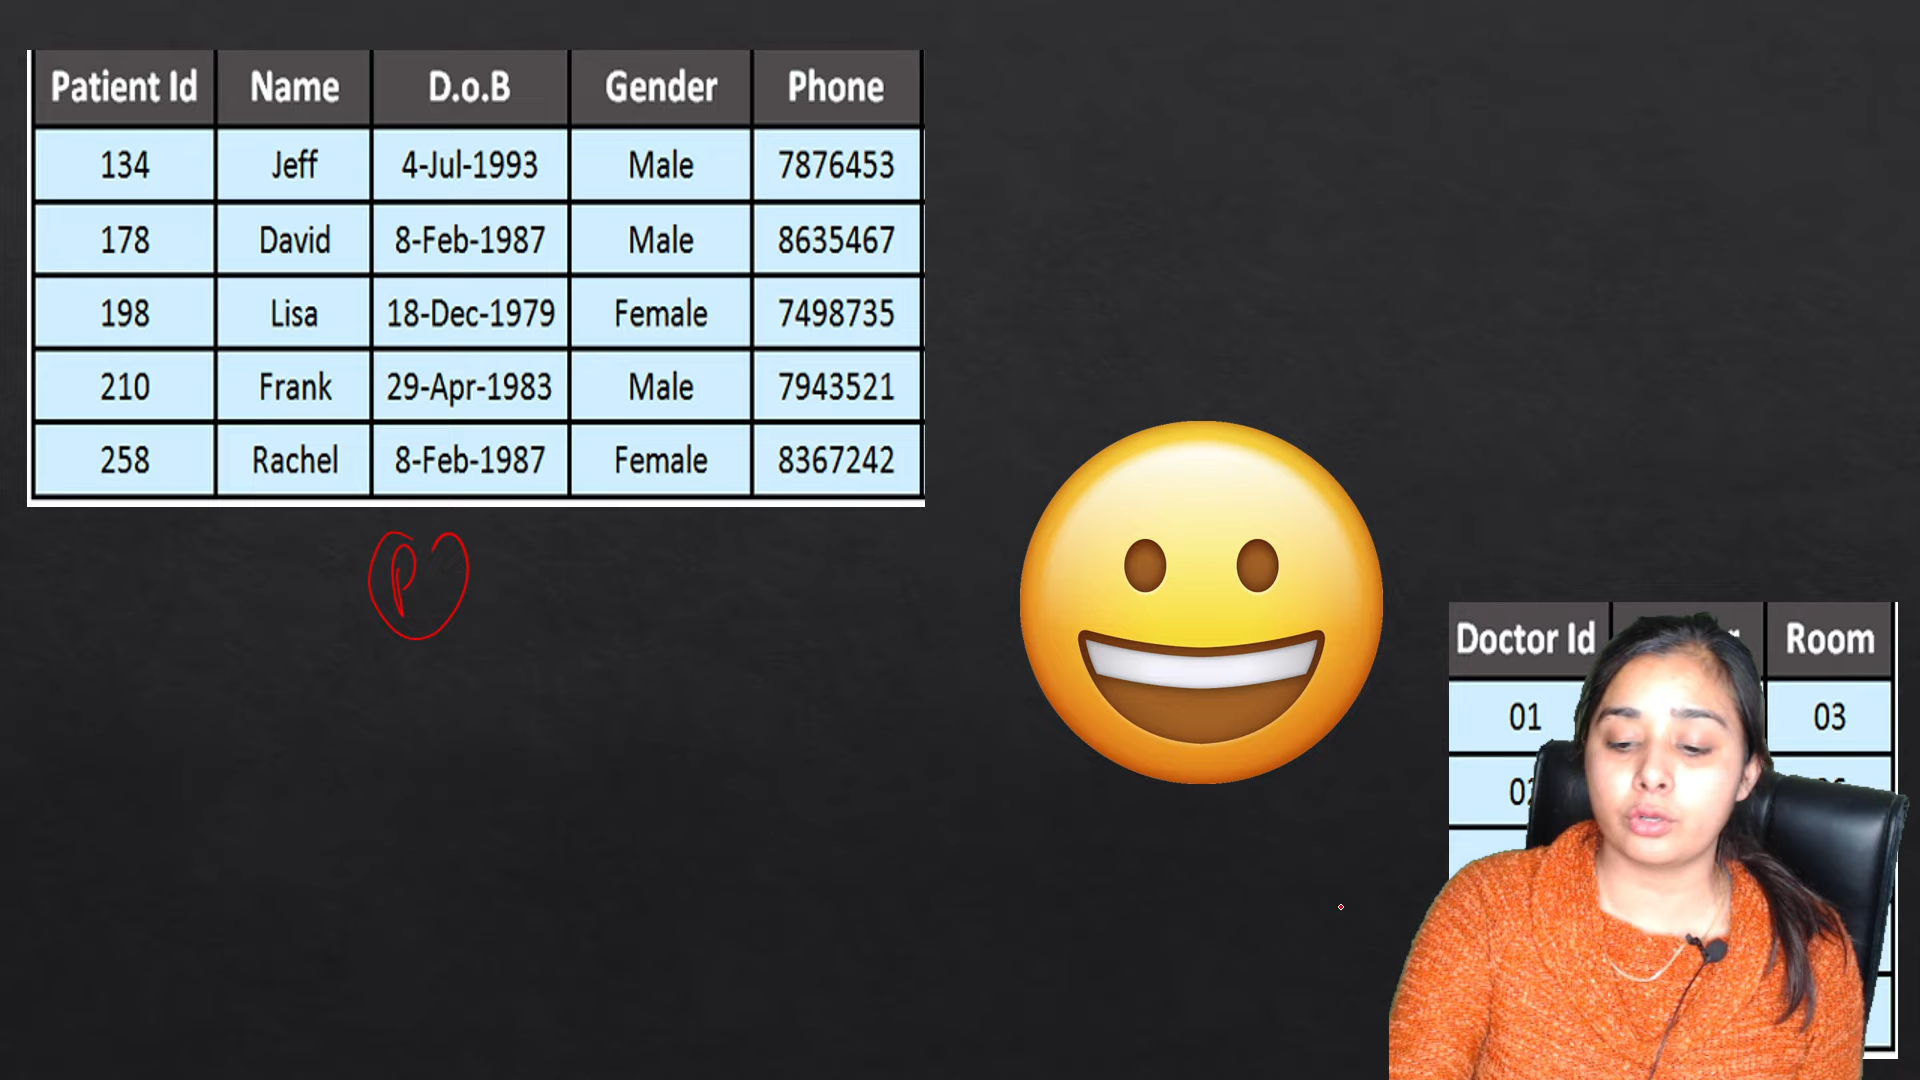 Patient Id Name D.o.B Gender Phone
134 Jeff 4-Jul-1993 Male 7876453
178 David 8-Feb-1987 Male 8635467
198 Lisa 18-Dec-1979 Female 7498735
210 Frank 29-Apr-1983 Male 7943521
258 Rachel 8-Feb-1987 Female 8367242
P
Doctor Id Room
01 03